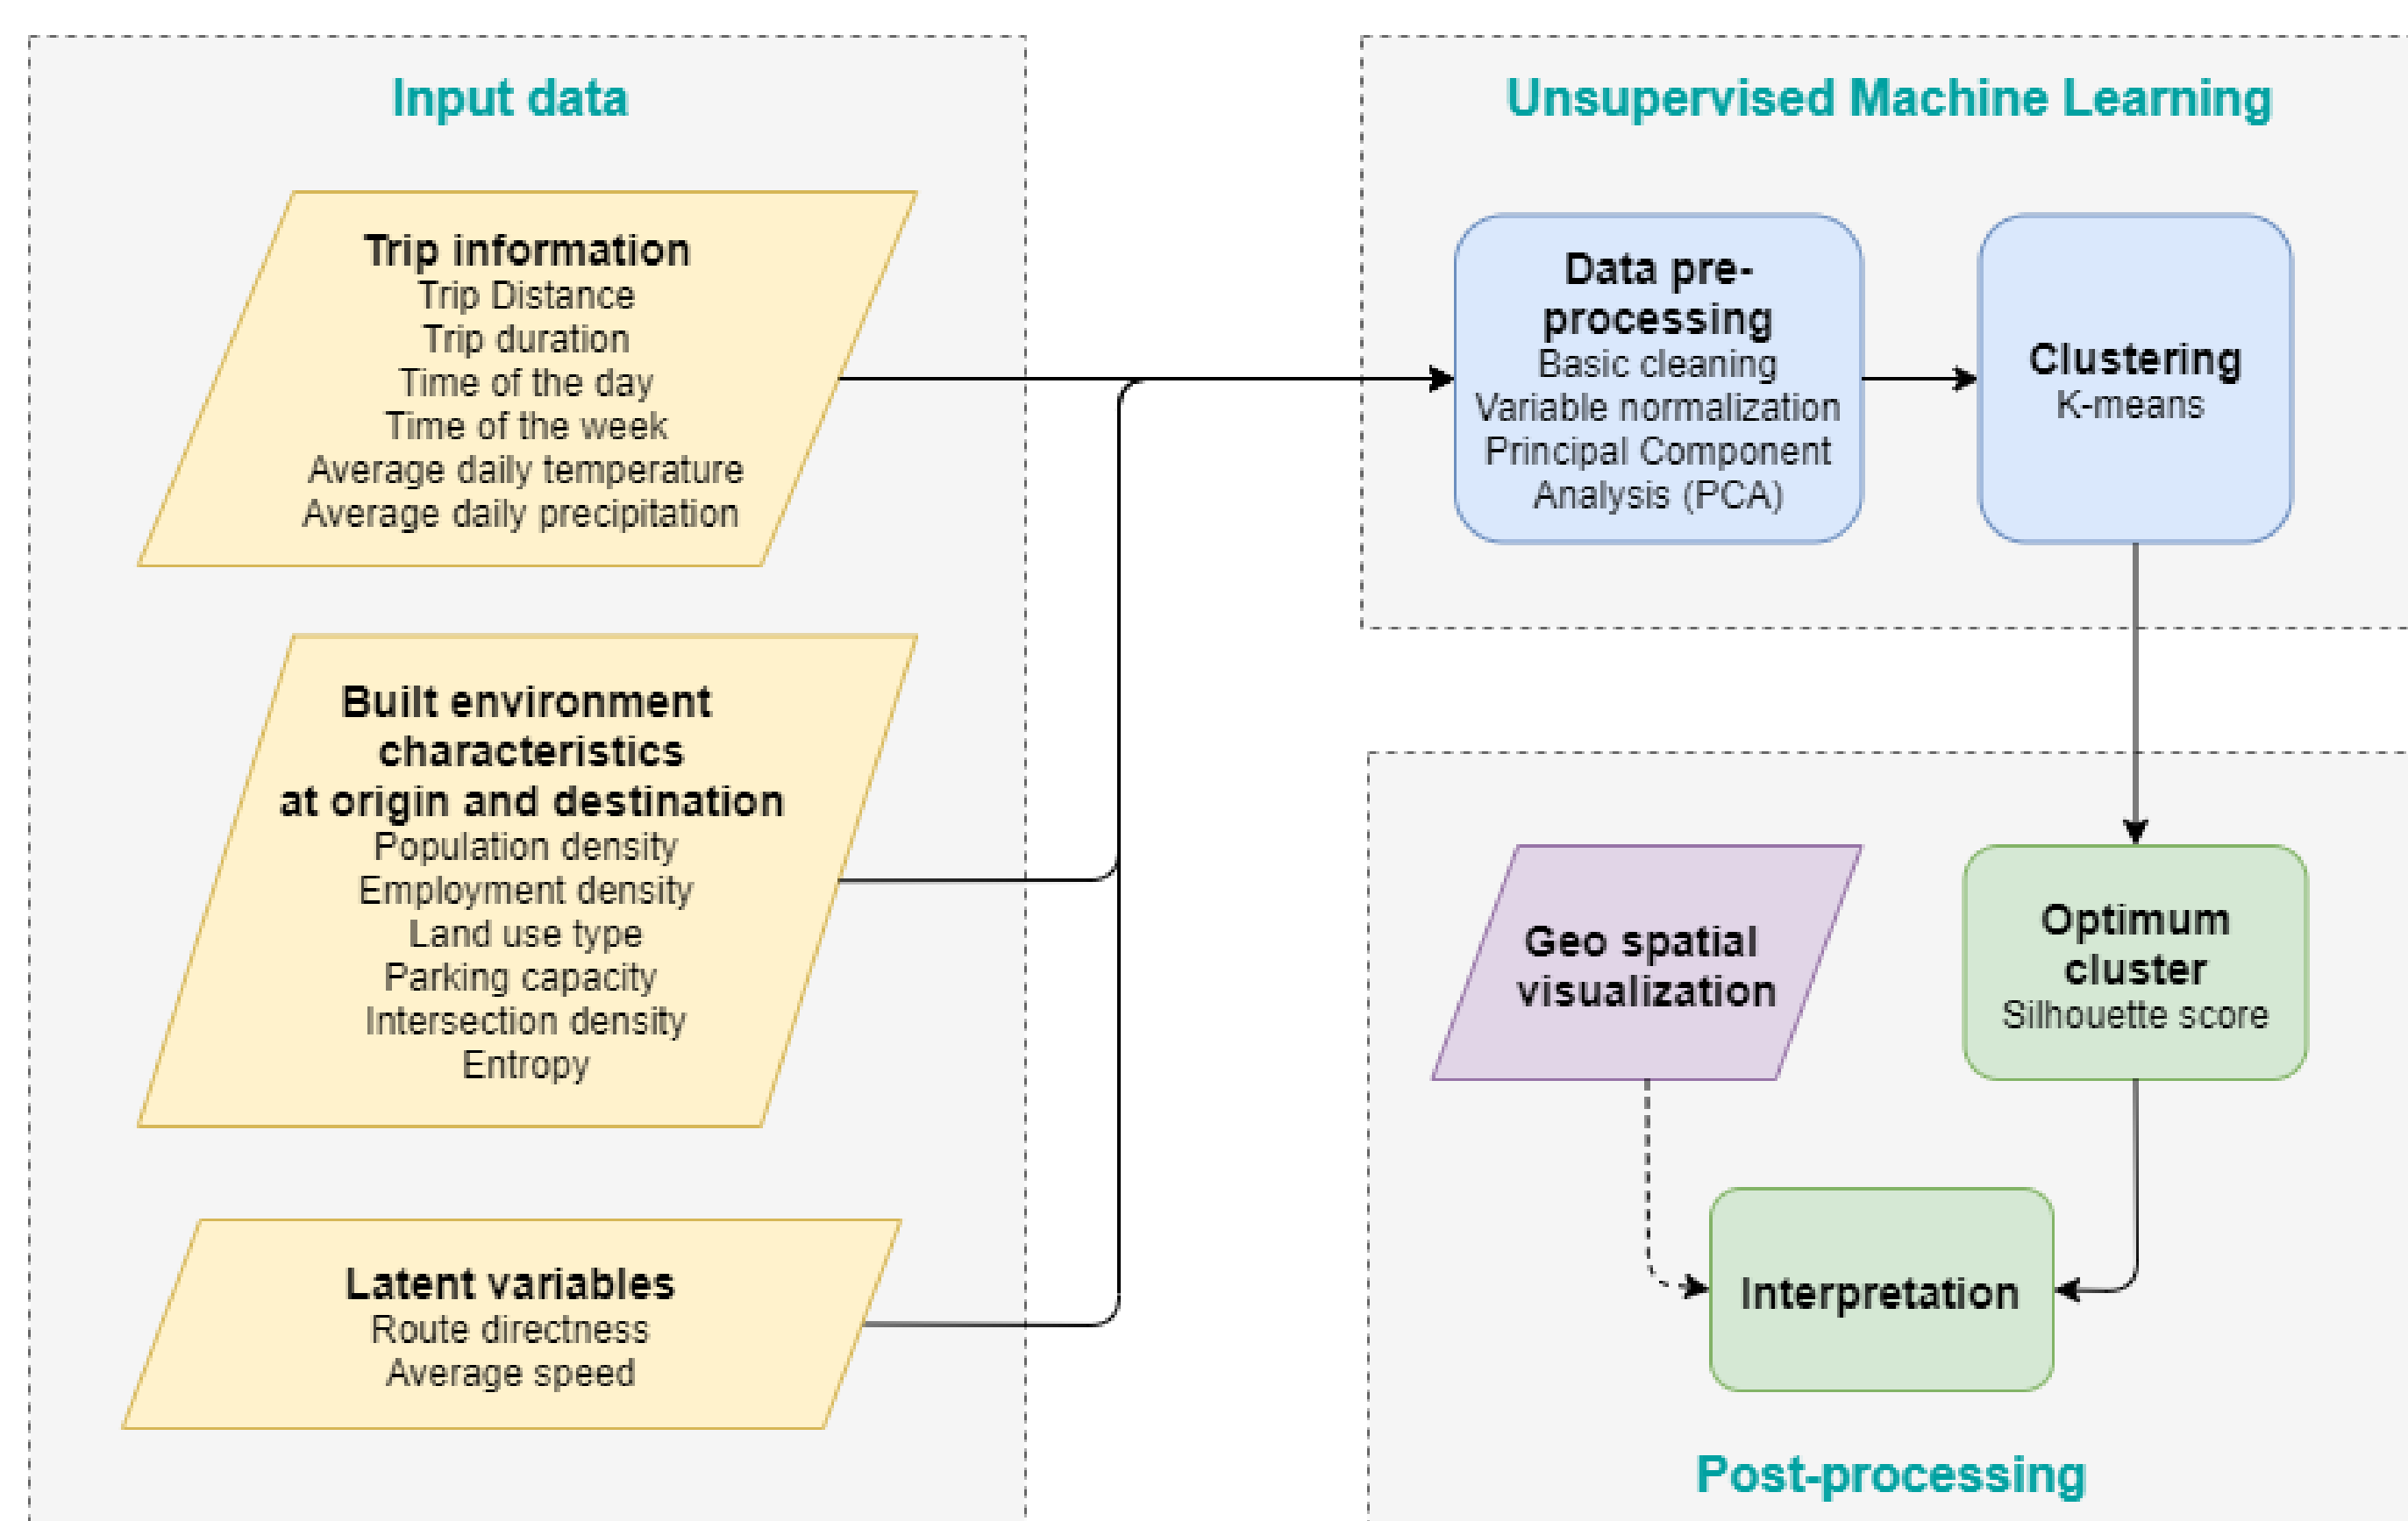 Input data
Trip information
Trip Distance
Trip duration
Time of the day
Time of the week
Average daily temperature
Average daily precipitation
Built environment
characteristics
at origin and destination
Population density
Employment density
Land use type
Parking capacity
Intersection density
Entropy
Latent variables
Route directness
Average speed
Unsupervised Machine Learning
Data pre-
processing
Basic cleaning
Variable normalization
Principal Component
Analysis (PCA)
Clustering
K-means
Geo spatial
visualization
Optimum
cluster
Silhouette score
Interpretation
Post-processing